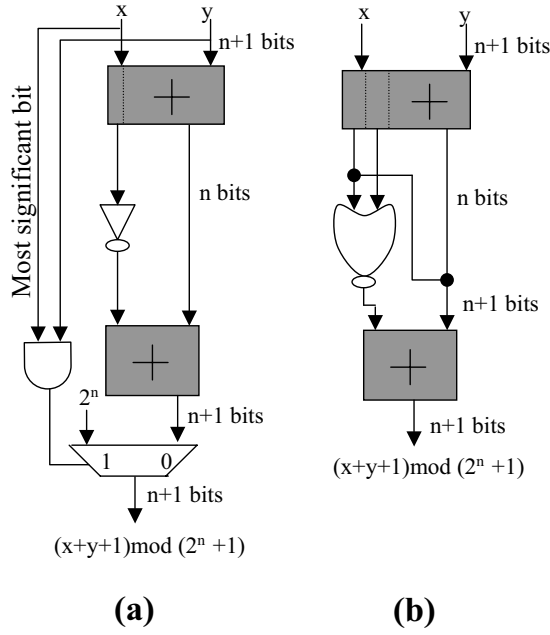 x
y
n+1 bits
Most significant bit
+
n bits
+
n+1 bits
2ⁿ
1 0
n+1 bits
(x+y+1)mod (2ⁿ +1)
(a)
x
y
n+1 bits
+
n bits
n+1 bits
+
n+1 bits
(x+y+1)mod (2ⁿ +1)
(b)